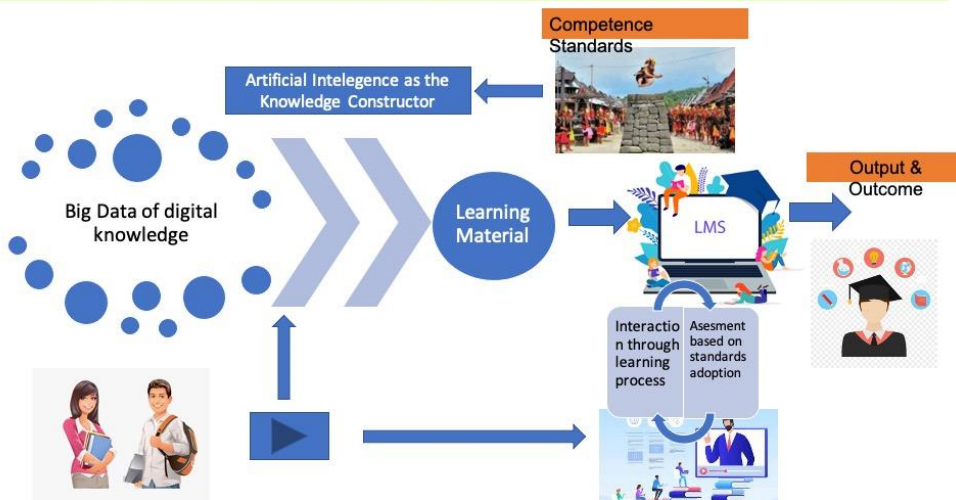 Competence
Standards
Artificial Intelegence as the
Knowledge Constructor
Big Data of digital
knowledge
Learning
Material
LMS
Output &
Outcome
Interactio
n through
learning
process
Asesment
based on
standards
adoption